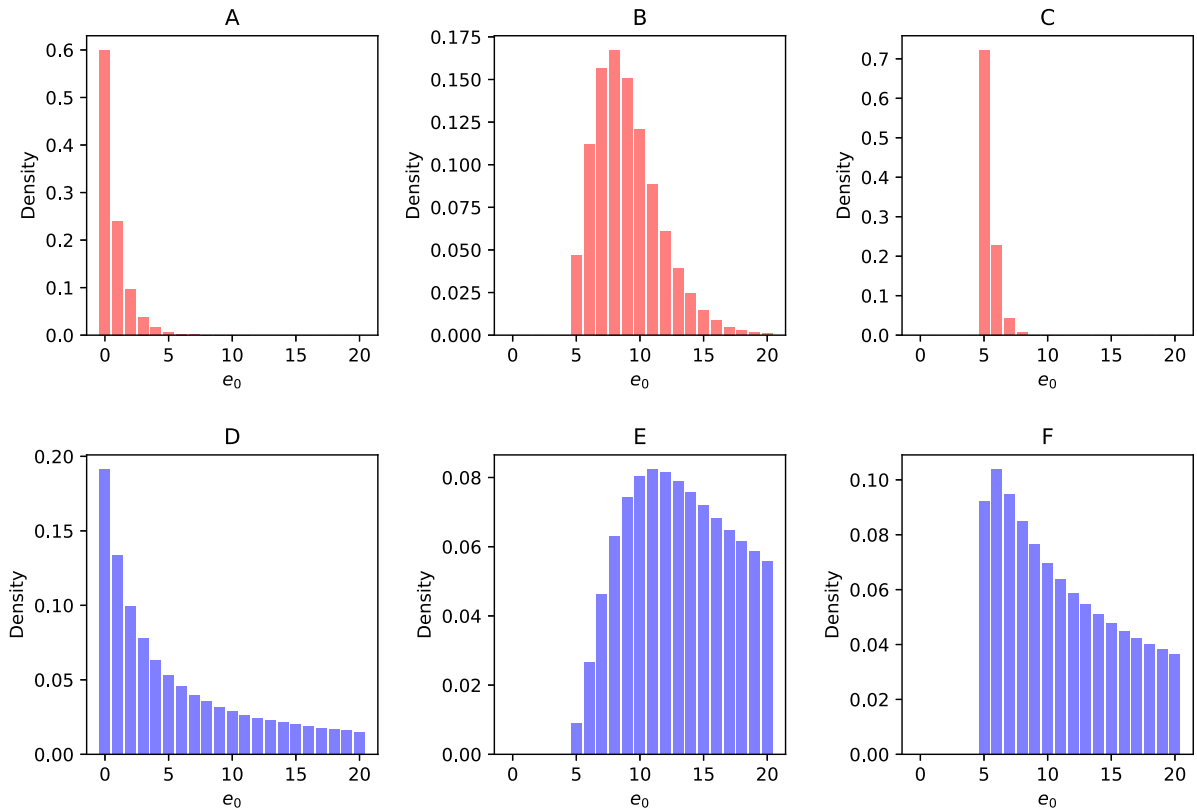 A
B
C
0.6
0.5
0.4
0.3
0.2
0.1
0.0
Density
0 5 10 15 20
e₀
0.175
0.150
0.125
0.100
0.075
0.050
0.025
0.000
Density
0 5 10 15 20
e₀
0.7
0.6
0.5
0.4
0.3
0.2
0.1
0.0
Density
0 5 10 15 20
e₀
D
E
F
0.20
0.15
0.10
0.05
0.00
Density
0 5 10 15 20
e₀
0.08
0.06
0.04
0.02
0.00
Density
0 5 10 15 20
e₀
0.10
0.08
0.06
0.04
0.02
0.00
Density
0 5 10 15 20
e₀